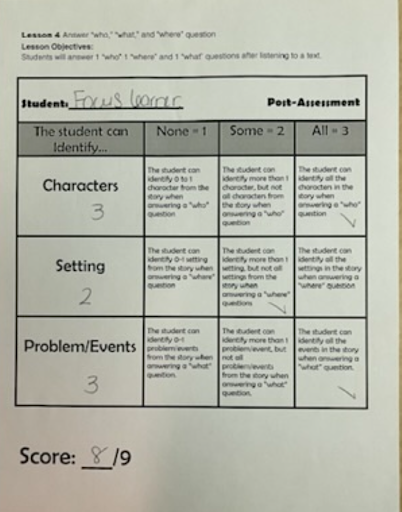 Lesson 4 Answer "who," "what," and "where" question
Lesson Objectives:
Students will answer 1 "who" 1 "where" and 1 "what" questions after listening to a text.
Student: Focus learner
Post-Assessment
The student can
Identify...
None = 1
Some = 2
All = 3
Characters
3
The student can
identify 0 to 1
character from the
story when
answering a "who"
question
The student can
identify more than 1
character, but not
all characters from
the story when
answering a "who"
question
The student can
identify all the
characters in the
story when
answering a "who"
question
✓
Setting
2
The student can
identify 0-1 setting
from the story when
answering a "where"
question
The student can
identify more than 1
setting, but not all
settings from the
story when
answering a "where"
questions
✓
The student can
identify all the
settings in the story
when answering a
"where" question
Problem/Events
3
The student can
identify 0-1
problem/events
from the story when
answering a "what"
question.
The student can
identify more than 1
problem/event, but
not all
problem/events
from the story when
answering a "what"
question.
The student can
identify all the
events in the story
when answering a
"what" question.
✓
Score: 8/9